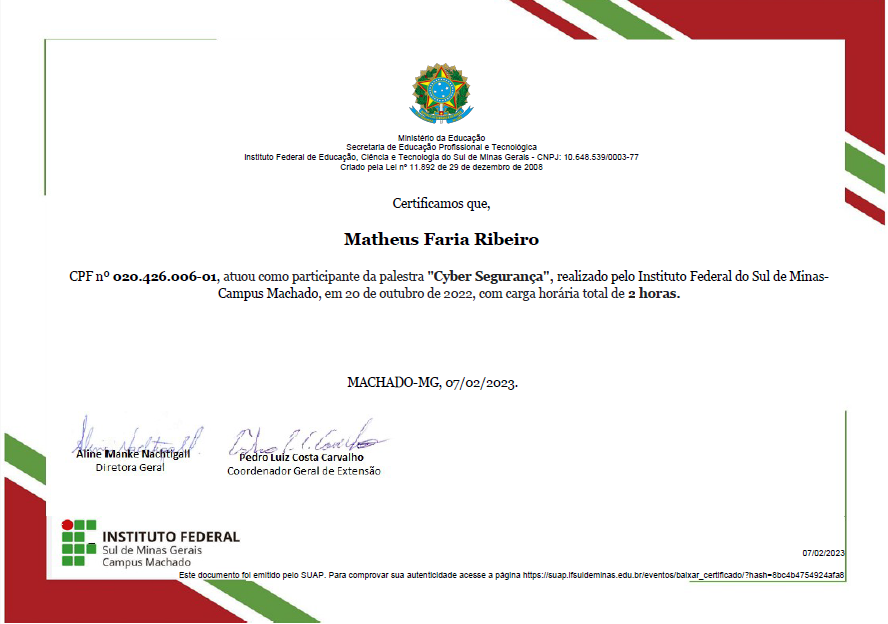 Ministério da Educação
Secretaria de Educação Profissional e Tecnológica
Instituto Federal de Educação, Ciência e Tecnologia do Sul de Minas Gerais - CNPJ: 10.648.539/0003-77
Criado pela Lei nº 11.892 de 29 de dezembro de 2008
Certificamos que,
Matheus Faria Ribeiro
CPF nº 020.426.006-01, atuou como participante da palestra "Cyber Segurança", realizado pelo Instituto Federal do Sul de Minas-
Campus Machado, em 20 de outubro de 2022, com carga horária total de 2 horas.
MACHADO-MG, 07/02/2023.
Aline Manke Nachtigall
Diretora Geral
Pedro Luiz Costa Carvalho
Coordenador Geral de Extensão
INSTITUTO FEDERAL
Sul de Minas Gerais
Campus Machado
07/02/2023
Este documento foi emitido pelo SUAP. Para comprovar sua autenticidade acesse a página https://suap.ifsuldeminas.edu.br/eventos/baixar_certificado/?hash=6bc4b4754924afa8